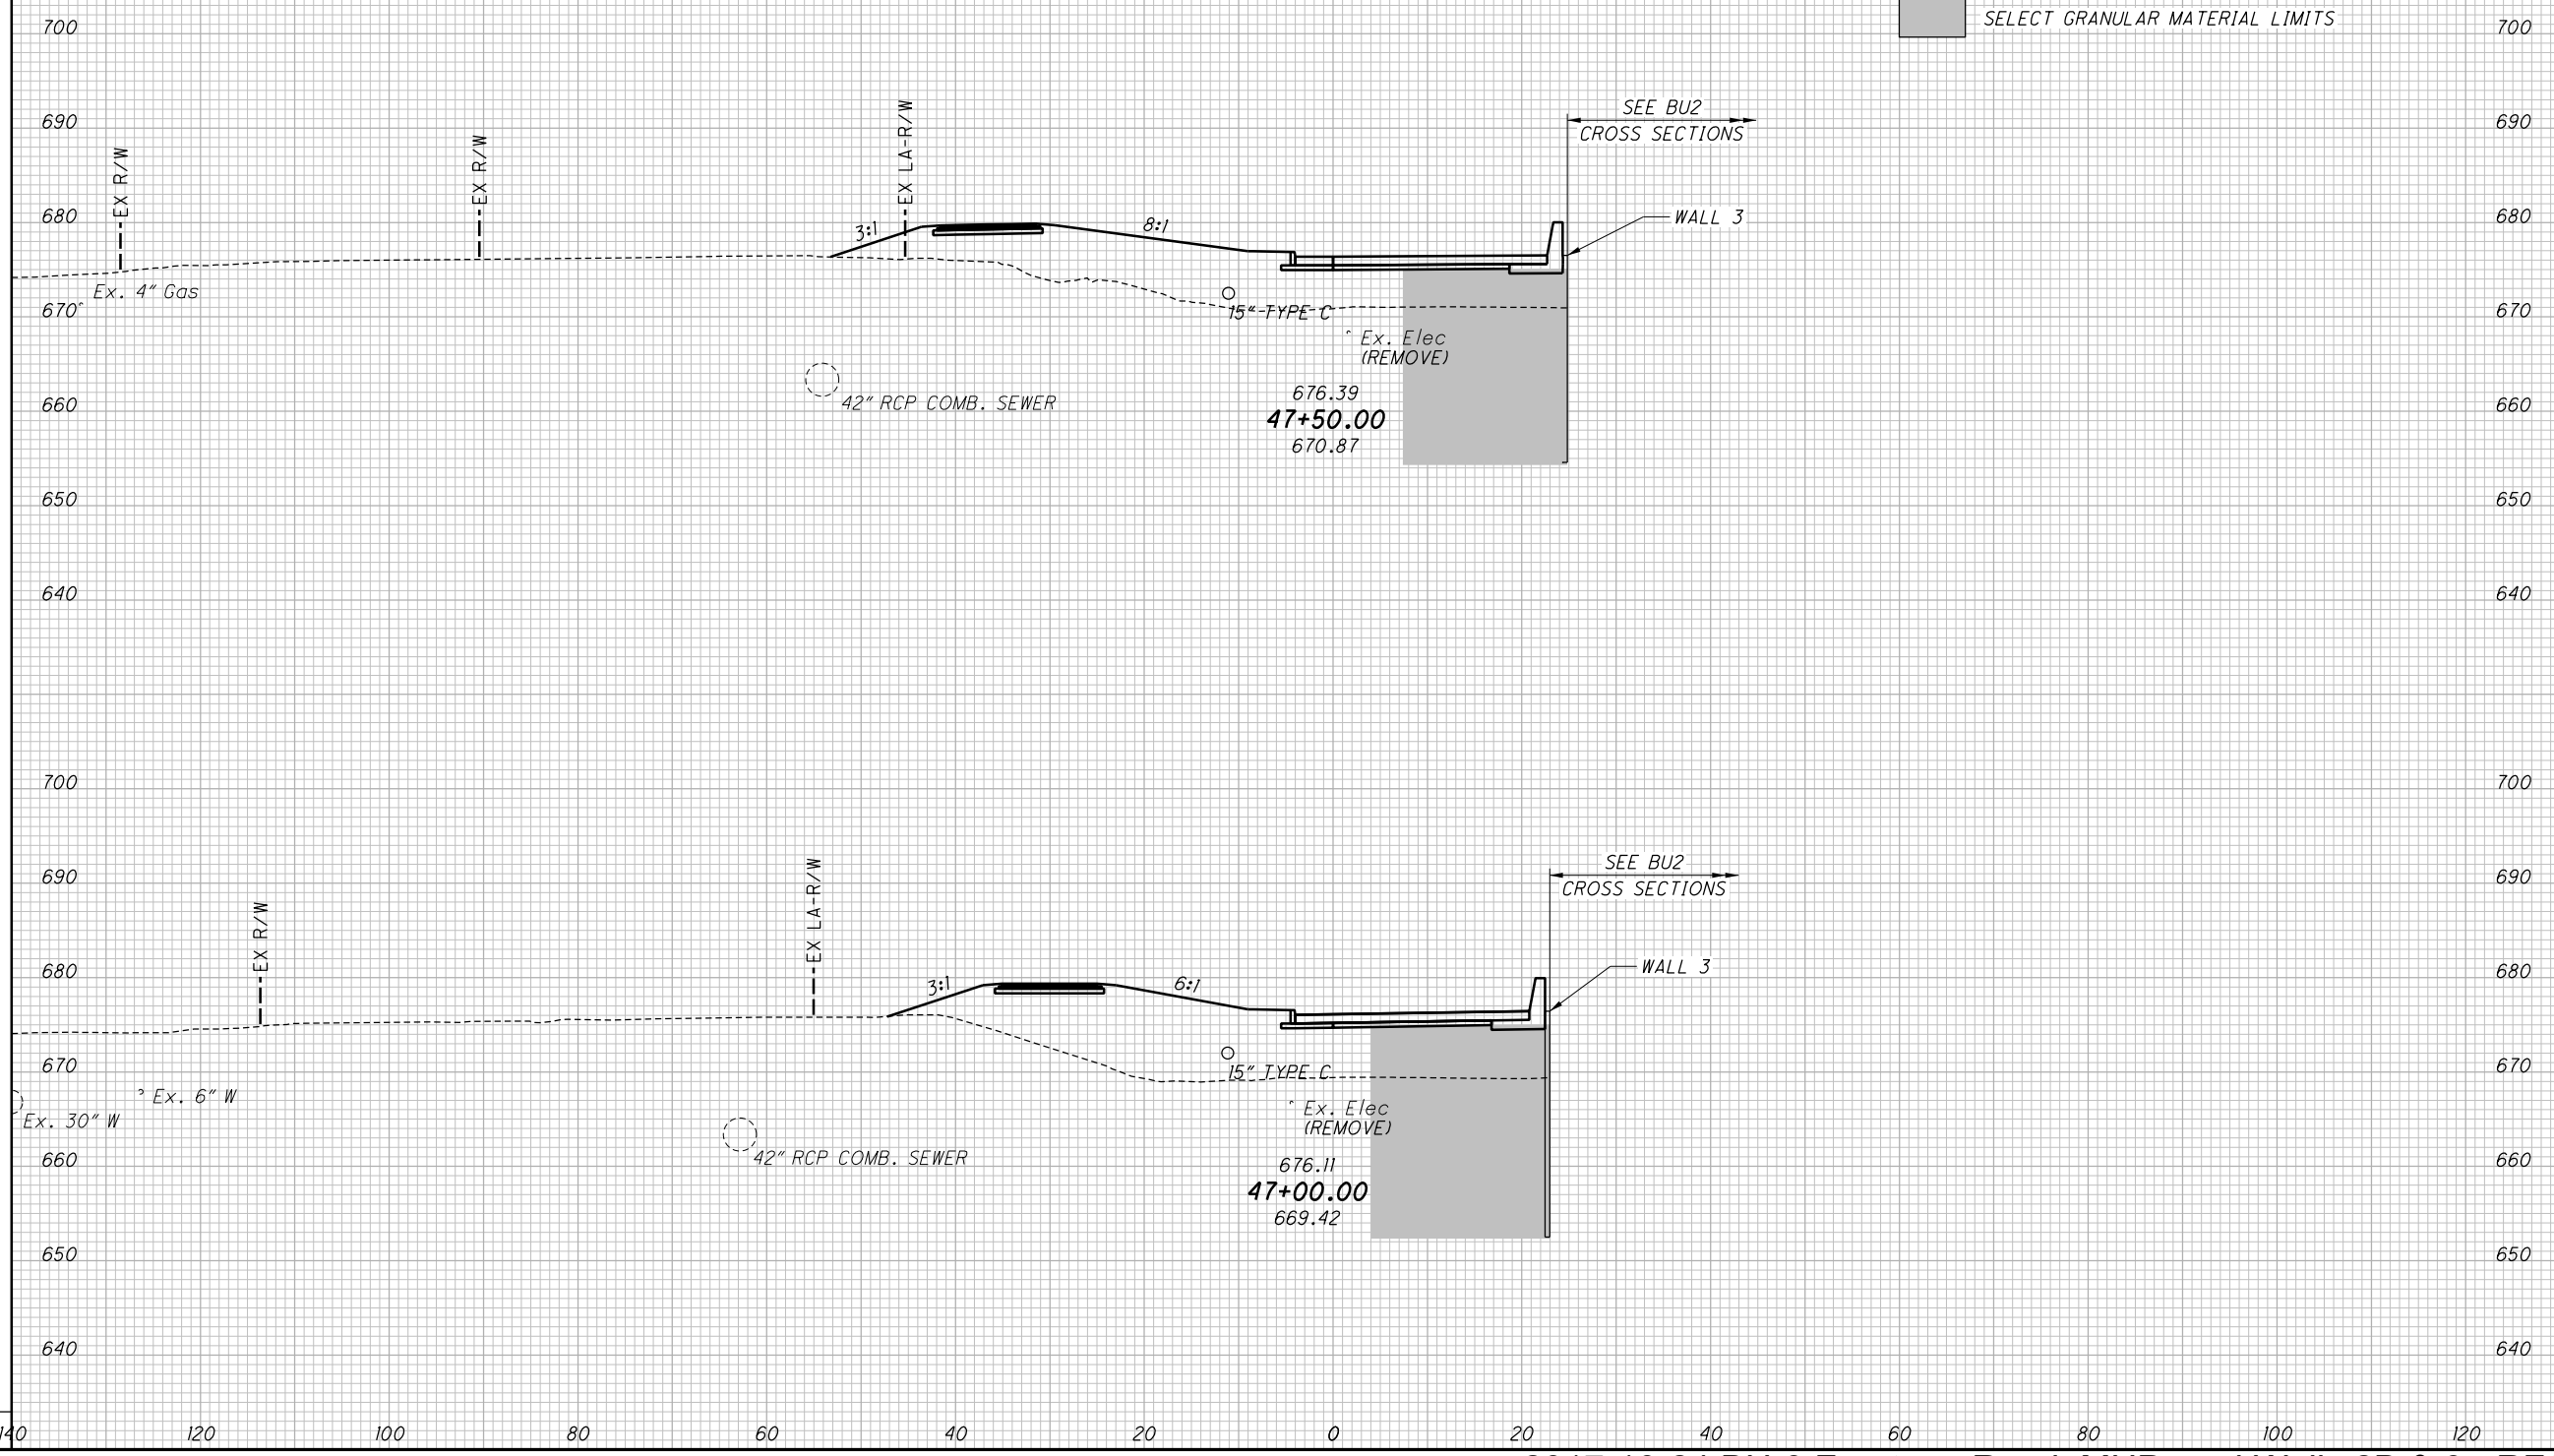 700
SELECT GRANULAR MATERIAL LIMITS
700
690
EX R/W
EX R/W
EX LA-R/W
SEE BU2
CROSS SECTIONS
690
680
3:1
8:1
WALL 3
680
Ex. 4" Gas
670
15" TYPE C
670
Ex. Elec
(REMOVE)
660
42" RCP COMB. SEWER
676.39
47+50.00
670.87
660
650
650
640
640
700
700
690
EX R/W
EX LA-R/W
SEE BU2
CROSS SECTIONS
690
680
3:1
6:1
WALL 3
680
670
15" TYPE C
670
Ex. 6" W
Ex. 30" W
Ex. Elec
(REMOVE)
660
42" RCP COMB. SEWER
676.11
47+00.00
669.42
660
650
650
640
640
140 120 100 80 60 40 20 0 20 40 60 80 100 120